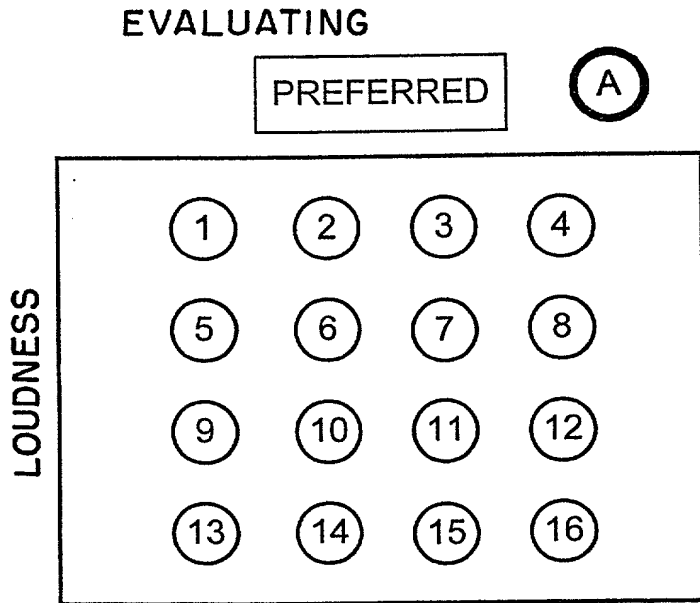 EVALUATING
PREFERRED A
1 2 3 4
5 6 7 8
LOUDNESS
9 10 11 12
13 14 15 16